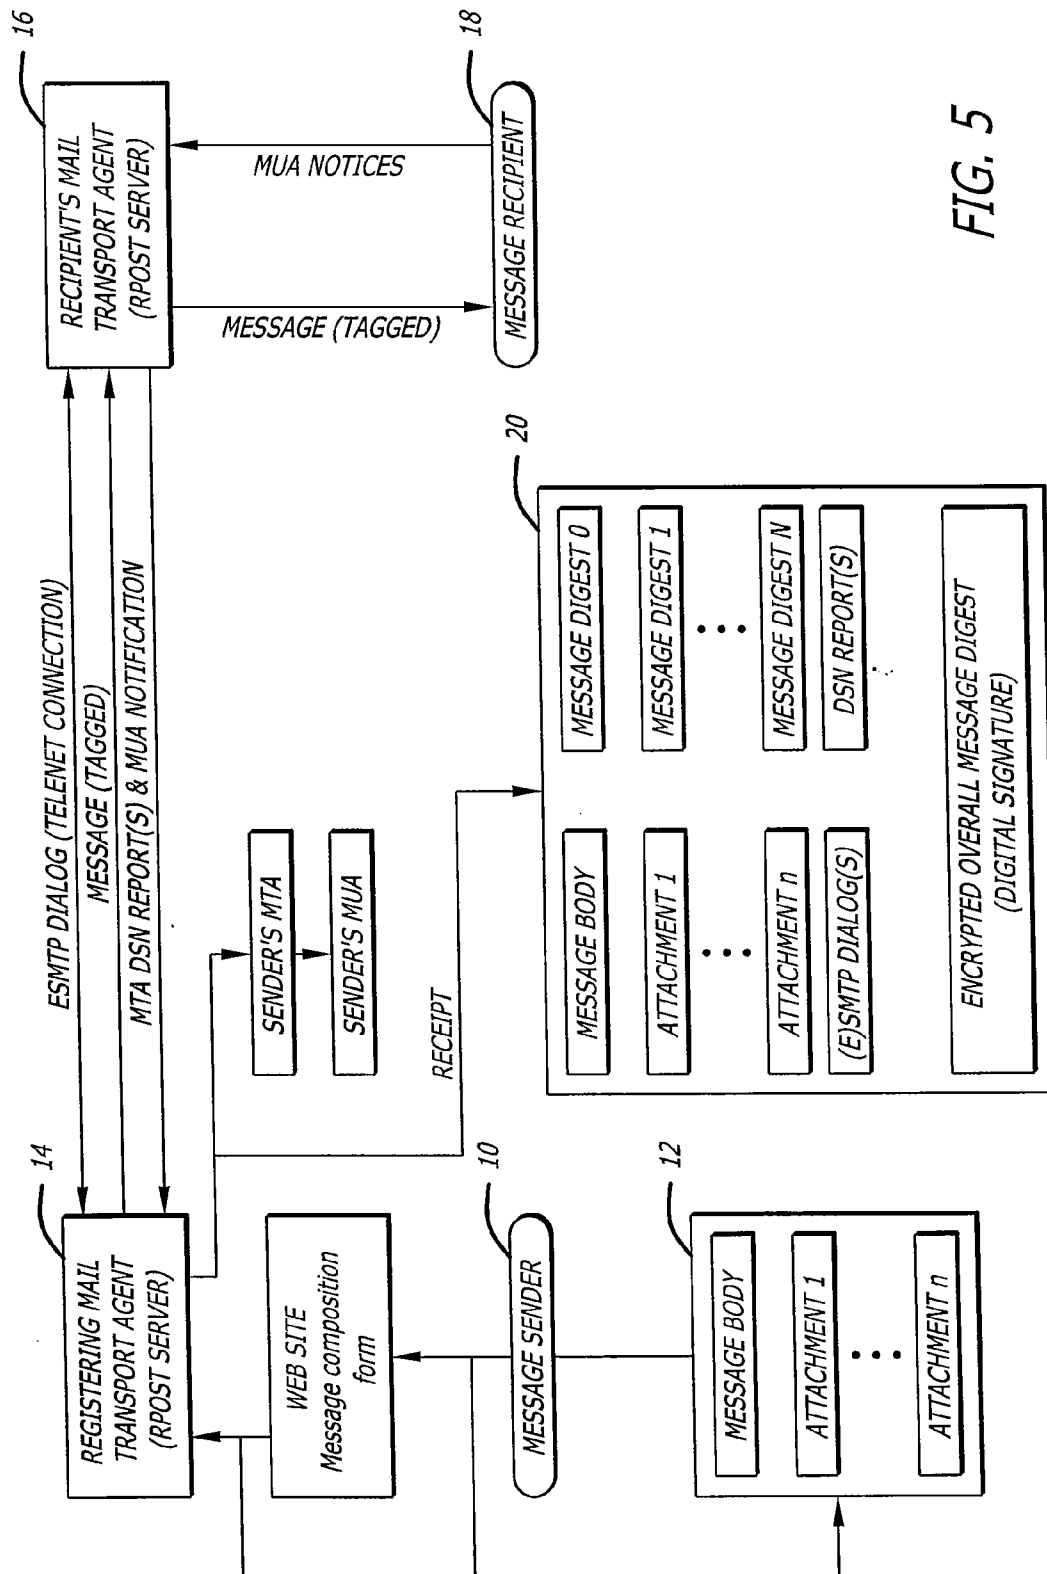 14
REGISTERING MAIL
TRANSPORT AGENT
(RPOST SERVER)
ESMTP DIALOG (TELENET CONNECTION)
MESSAGE (TAGGED)
MTA DSN REPORT(S) & MUA NOTIFICATION
16
RECIPIENT'S MAIL
TRANSPORT AGENT
(RPOST SERVER)
WEB SITE
Message composition
form
SENDER'S MTA
SENDER'S MUA
MESSAGE (TAGGED)
MUA NOTICES
RECEIPT
10
MESSAGE SENDER
18
MESSAGE RECIPIENT
12
MESSAGE BODY
ATTACHMENT 1
ATTACHMENT n
20
MESSAGE BODY
MESSAGE DIGEST 0
ATTACHMENT 1
MESSAGE DIGEST 1
ATTACHMENT n
MESSAGE DIGEST N
(E)SMTP DIALOG(S)
DSN REPORT(S)
ENCRYPTED OVERALL MESSAGE DIGEST
(DIGITAL SIGNATURE)
FIG. 5